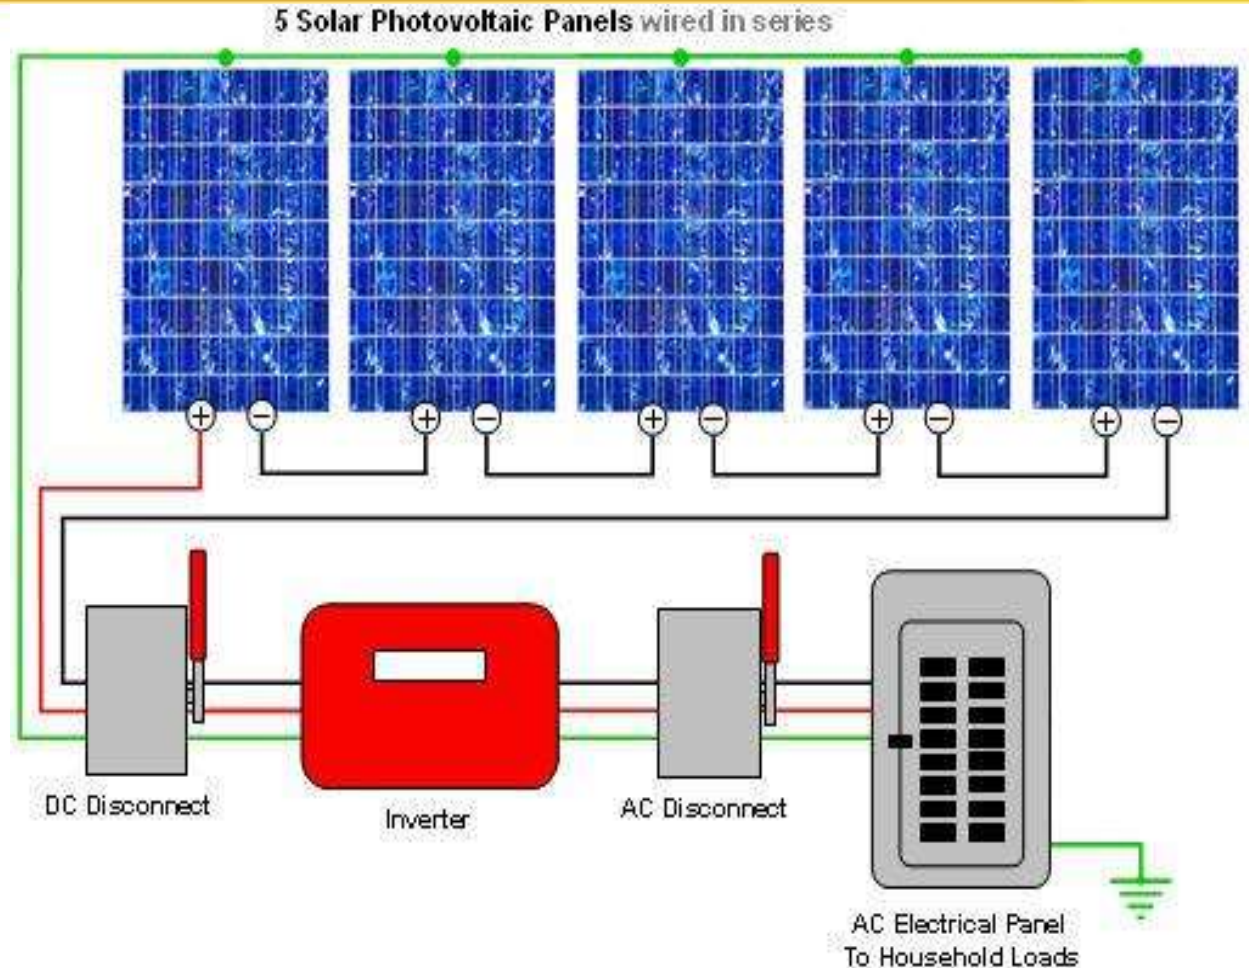 5 Solar Photovoltaic Panels wired in series
+ − + − + − + − + −
DC Disconnect
Inverter
AC Disconnect
AC Electrical Panel
To Household Loads